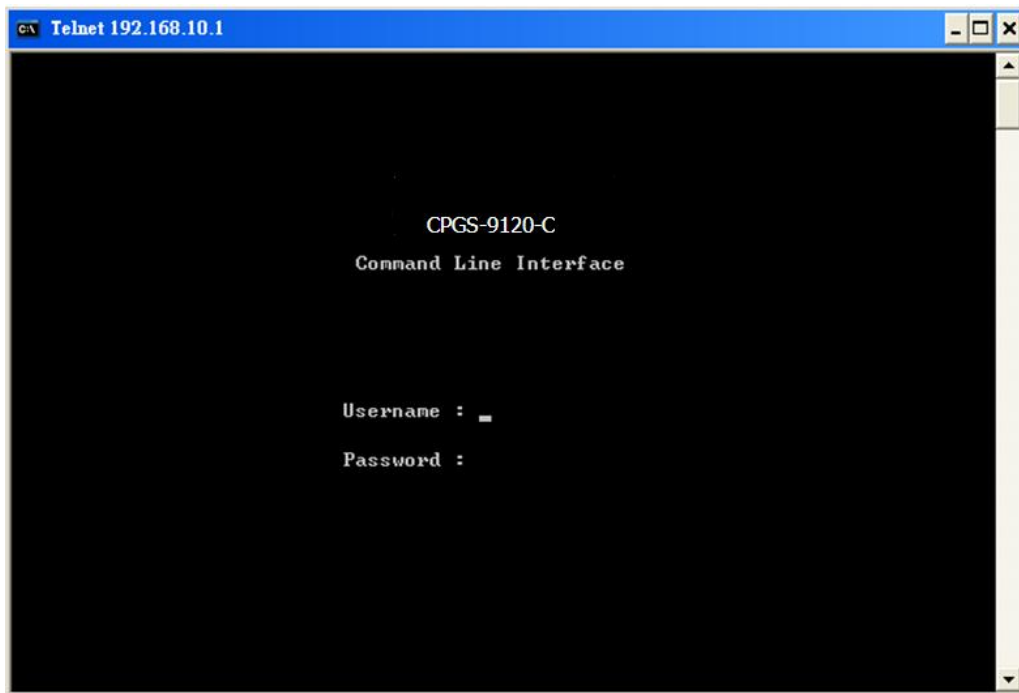 C:\ Telnet 192.168.10.1
CPGS-9120-C
Command Line Interface
Username : _
Password :